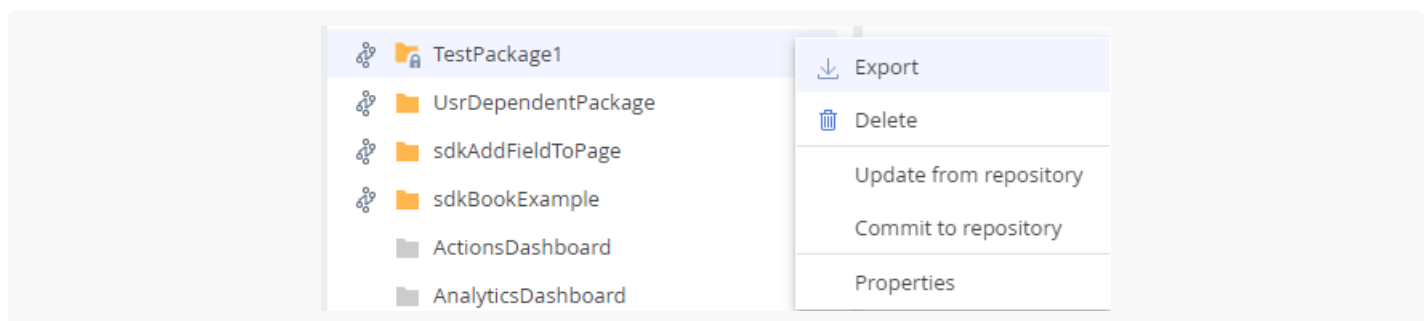 TestPackage1
UsrDependentPackage
sdkAddFieldToPage
sdkBookExample
ActionsDashboard
AnalyticsDashboard
Export
Delete
Update from repository
Commit to repository
Properties